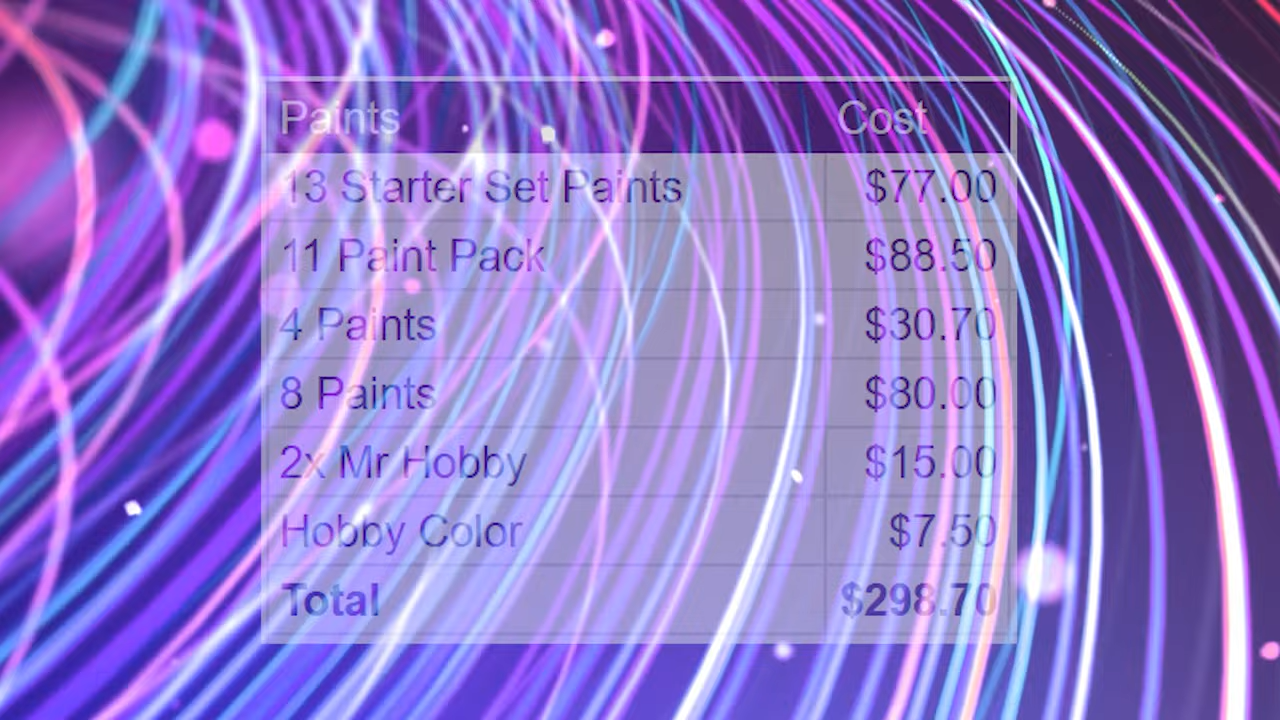 Paints Cost
13 Starter Set Paints $77.00
11 Paint Pack $88.50
4 Paints $30.70
8 Paints $80.00
2x Mr Hobby $15.00
Hobby Color $7.50
Total $298.70